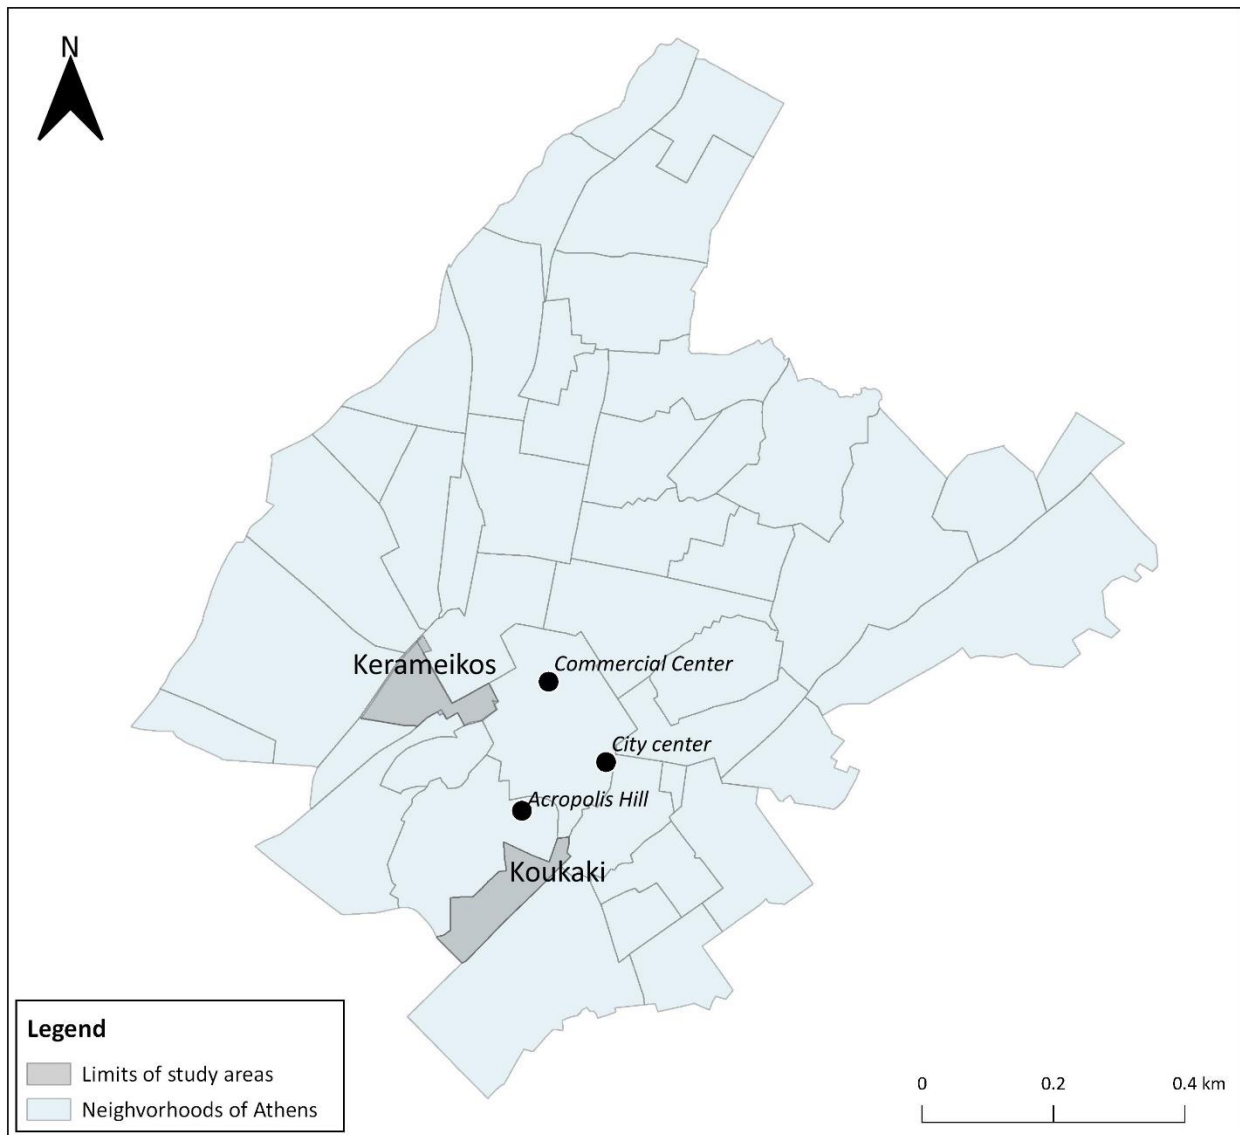 N
Kerameikos
Commercial Center
City center
Acropolis Hill
Koukaki
Legend
Limits of study areas
Neighvorhoods of Athens
0 0.2 0.4 km